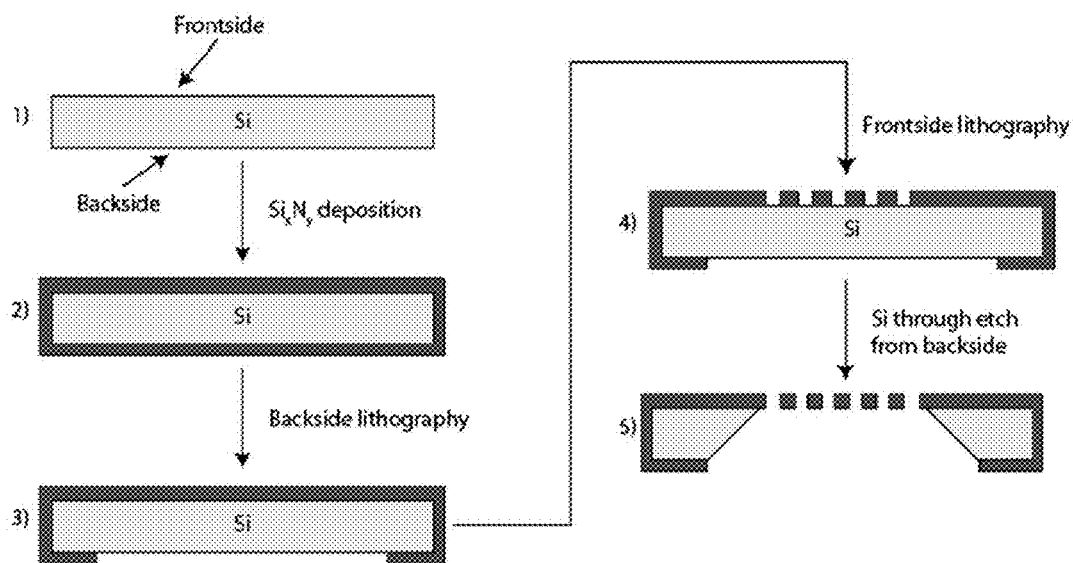 Frontside
1)
Si
Backside
SiₓNᵧ deposition
2)
Si
Backside lithography
3)
Si
Frontside lithography
4)
Si
Si through etch
from backside
5)